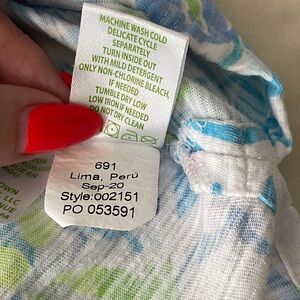 MACHINE WASH COLD
DELICATE CYCLE
SEPARATELY
TURN INSIDE OUT
WITH MILD DETERGENT
ONLY NON-CHLORINE BLEACH
IF NEEDED
TUMBLE DRY LOW
LOW IRON IF NEEDED
DO NOT DRY CLEAN
691
Lima, Perú
Sep-20
Style:002151
PO 053591
OWN
LLC